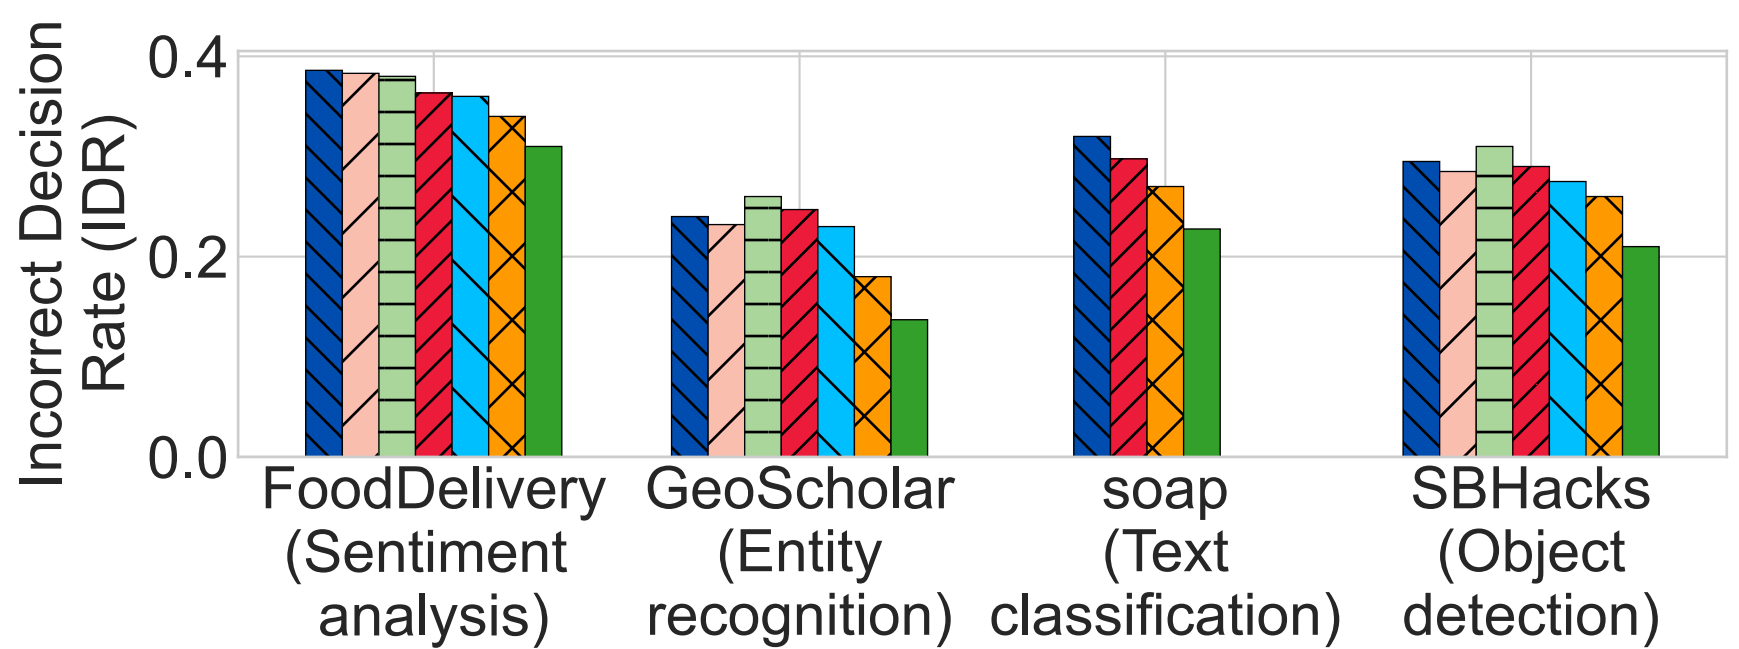 Incorrect Decision
Rate (IDR)
0.4
0.2
0.0
FoodDelivery
(Sentiment
analysis)
GeoScholar
(Entity
recognition)
soap
(Text
classification)
SBHacks
(Object
detection)